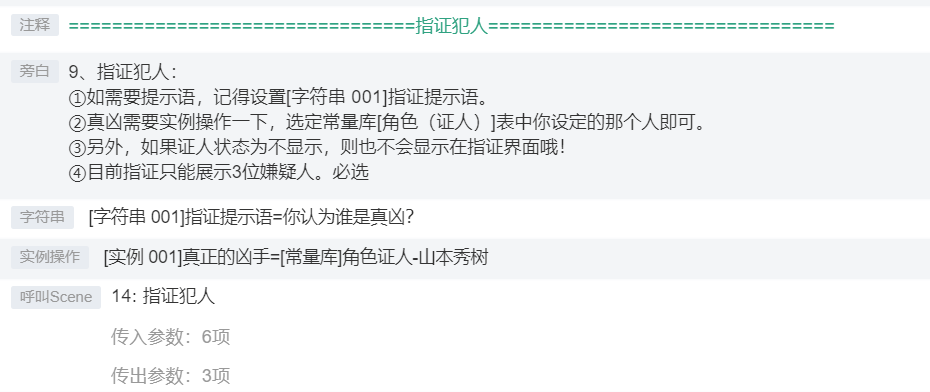 注释 ===============================指证犯人===============================
旁白 9、指证犯人：
①如需要提示语，记得设置[字符串 001]指证提示语。
②真凶需要实例操作一下，选定常量库[角色（证人）]表中你设定的那个人即可。
③另外，如果证人状态为不显示，则也不会显示在指证界面哦！
④目前指证只能展示3位嫌疑人。必选
字符串 [字符串 001]指证提示语=你认为谁是真凶？
实例操作 [实例 001]真正的凶手=[常量库]角色证人-山本秀树
呼叫Scene 14: 指证犯人
传入参数：6项
传出参数：3项